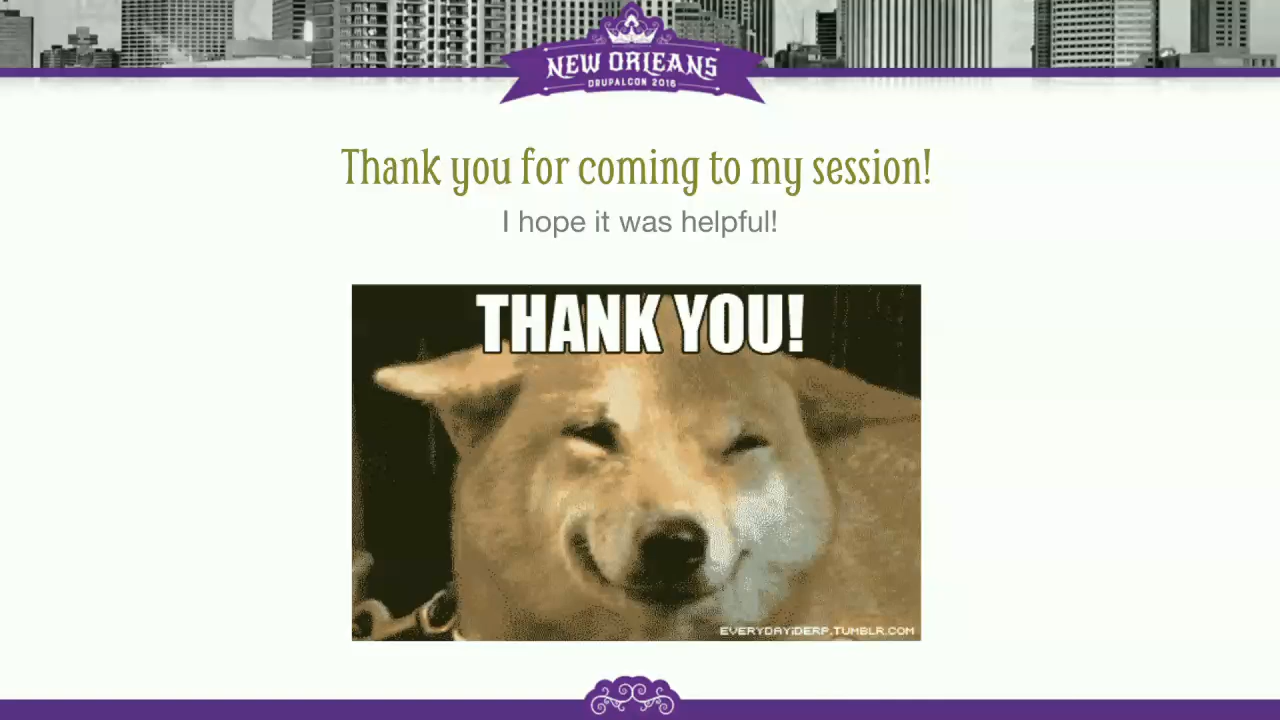 NEW ORLEANS
DRUPALCON 2016
Thank you for coming to my session!
I hope it was helpful!
THANK YOU!
EVERYDAYIDERP.TUMBLR.COM